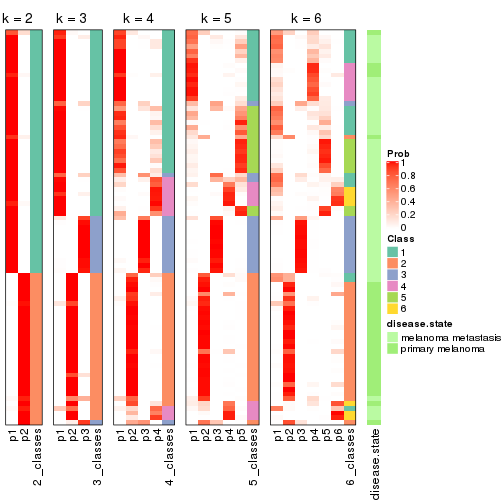 k = 2
k = 3
k = 4
k = 5
k = 6
Prob
1
0.8
0.6
0.4
0.2
0
Class
1
2
3
4
5
6
disease.state
melanoma metastasis
primary melanoma
p1
p2
2_classes
p1
p2
p3
3_classes
p1
p2
p3
p4
4_classes
p1
p2
p3
p4
p5
5_classes
p1
p2
p3
p4
p5
p6
6_classes
disease.state